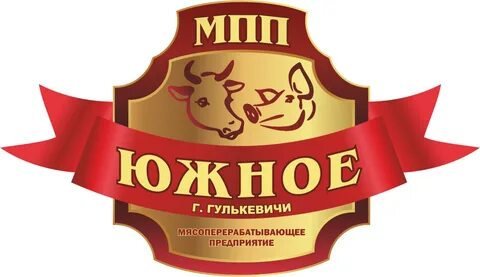 МПП
ЮЖНОЕ
г. ГУЛЬКЕВИЧИ
МЯСОПЕРЕРАБАТЫВАЮЩЕЕ
ПРЕДПРИЯТИЕ